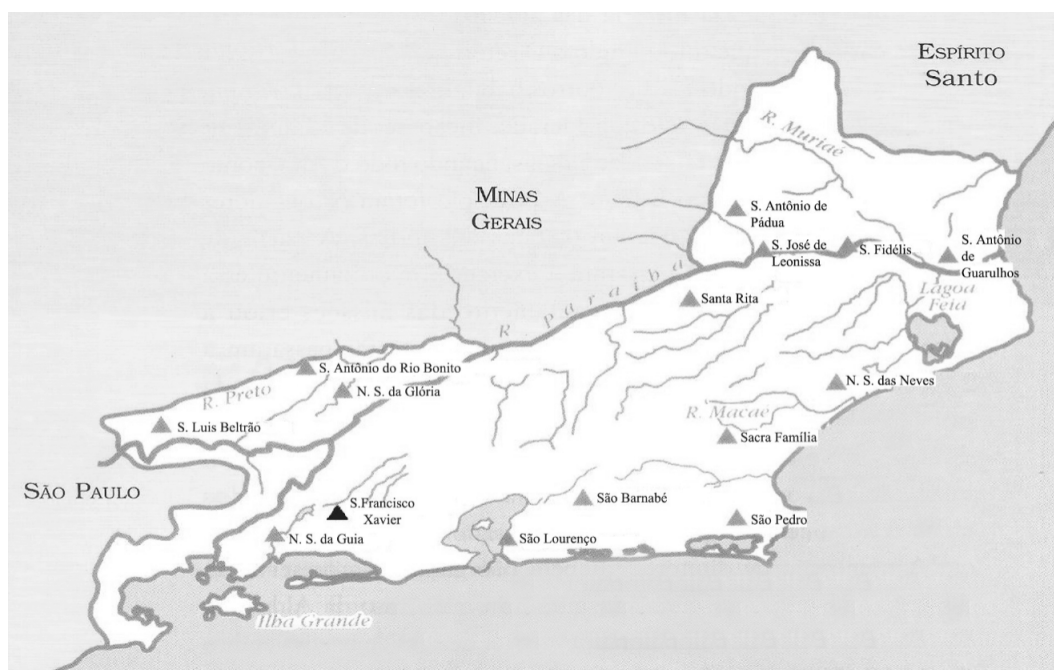 ESPÍRITO
SANTO
R. Muriaé
MINAS
GERAIS
S. Antônio de
Pádua
S. José de
Leonissa
S. Fidélis
S. Antônio
de
Guarulhos
R. Paraiba
Santa Rita
Lagoa
Feia
S. Antônio do Rio Bonito
R. Preto
N. S. da Glória
N. S. das Neves
R. Macae
S. Luis Beltrão
Sacra Família
SÃO PAULO
S.Francisco
Xavier
São Barnabé
São Pedro
N. S. da Guia
São Lourenço
Ilha Grande